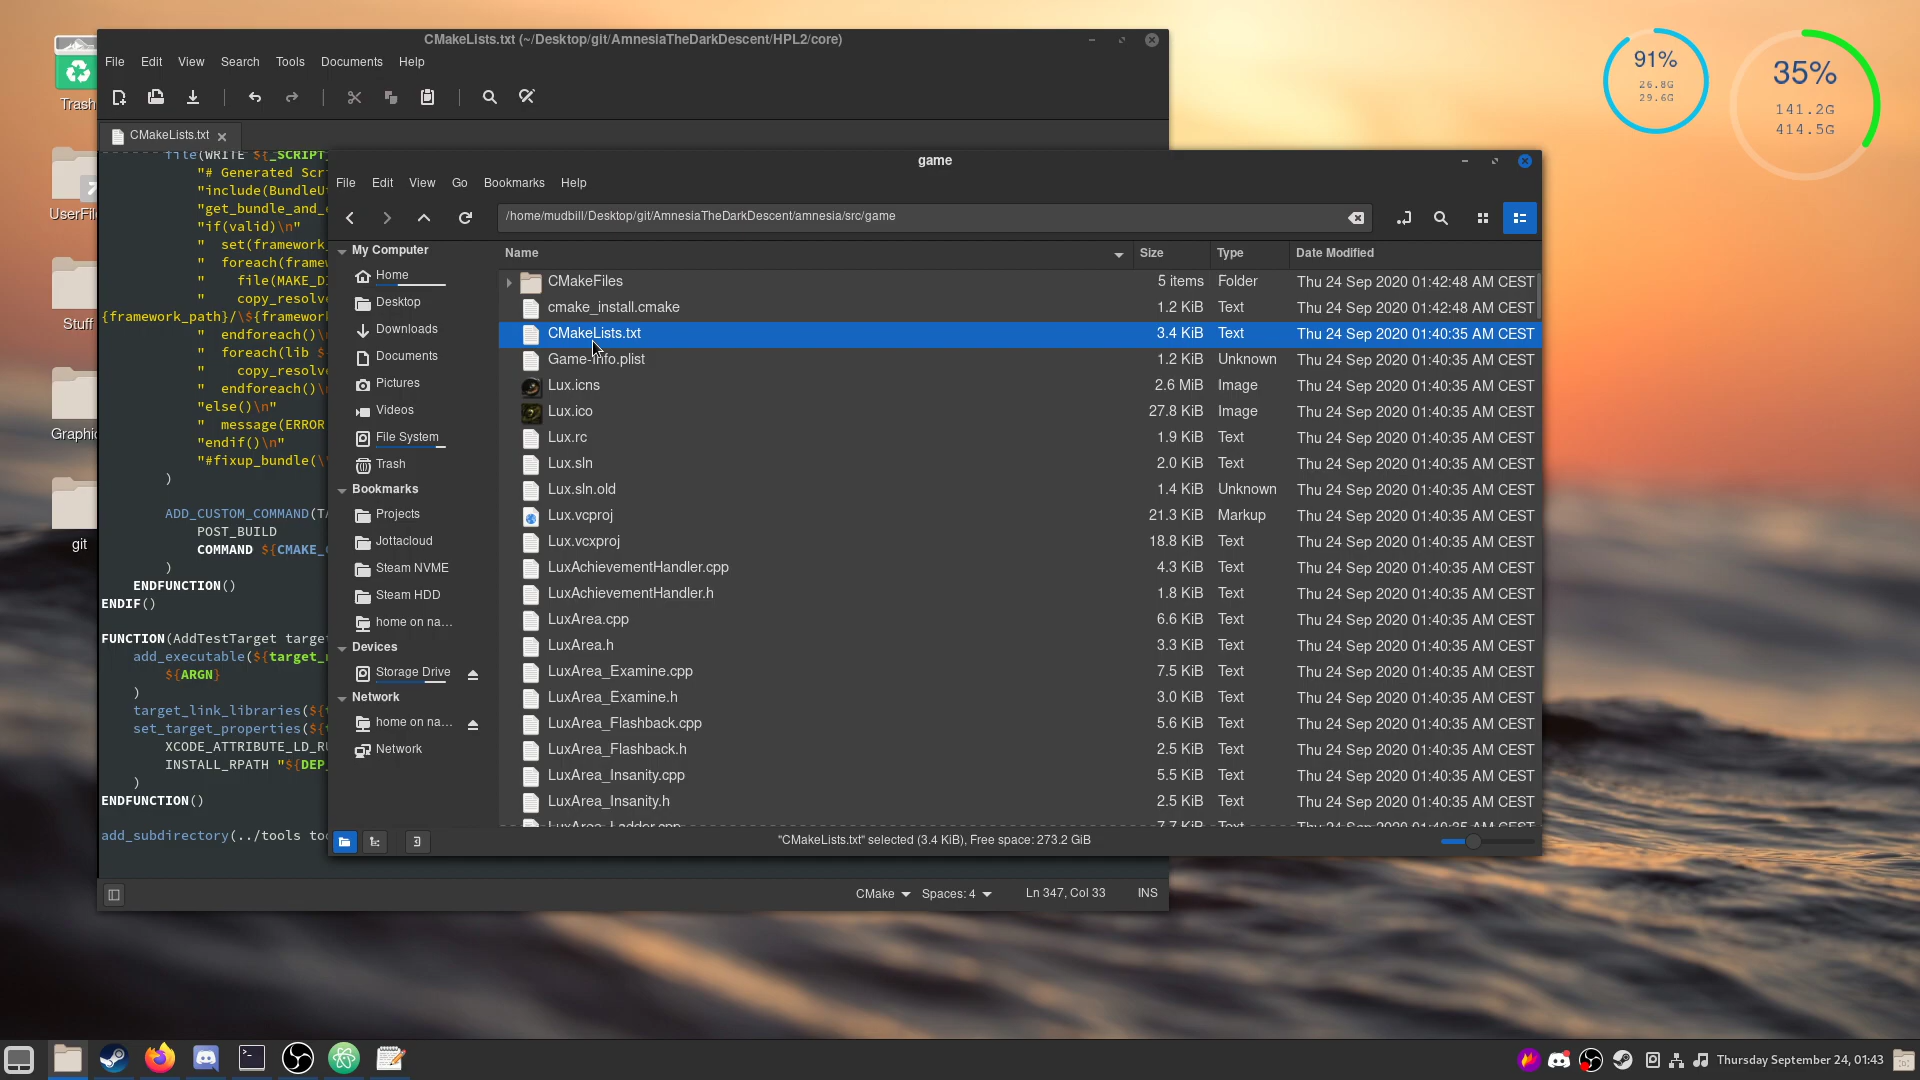 Trash
UserFil
Stuff
Graphic
git
CMakeLists.txt (~/Desktop/git/AmnesiaTheDarkDescent/HPL2/core)
File Edit View Search Tools Documents Help
CMakeLists.txt
file(WRITE ${_SCRIPT_
"# Generated Scr
"include(BundleU
"get_bundle_and_
"if(valid)\n"
"  set(framework_
"  foreach(frame
"    file(MAKE_D
"    copy_resolv
{framework_path}/\${framewor
"  endforeach()\
"  foreach(lib $
"    copy_resolv
"  endforeach()\
"else()\n"
"  message(ERROR
"endif()\n"
"#fixup_bundle(\
)
ADD_CUSTOM_COMMAND(TA
POST_BUILD
COMMAND ${CMAKE_C
)
ENDFUNCTION()
ENDIF()
FUNCTION(AddTestTarget targe
add_executable(${target_
${ARGN}
)
target_link_libraries(${
set_target_properties(${
XCODE_ATTRIBUTE_LD_RU
INSTALL_RPATH "${DEP_
)
ENDFUNCTION()
add_subdirectory(../tools too
CMake Spaces: 4 Ln 347, Col 33 INS
game
File Edit View Go Bookmarks Help
/home/mudbill/Desktop/git/AmnesiaTheDarkDescent/amnesia/src/game
My Computer
Home
Desktop
Downloads
Documents
Pictures
Videos
File System
Trash
Bookmarks
Projects
Jottacloud
Steam NVME
Steam HDD
home on na...
Devices
Storage Drive
Network
home on na...
Network
Name Size Type Date Modified
CMakeFiles 5 items Folder Thu 24 Sep 2020 01:42:48 AM CEST
cmake_install.cmake 1.2 KiB Text Thu 24 Sep 2020 01:42:48 AM CEST
CMakeLists.txt 3.4 KiB Text Thu 24 Sep 2020 01:40:35 AM CEST
Game-Info.plist 1.2 KiB Unknown Thu 24 Sep 2020 01:40:35 AM CEST
Lux.icns 2.6 MiB Image Thu 24 Sep 2020 01:40:35 AM CEST
Lux.ico 27.8 KiB Image Thu 24 Sep 2020 01:40:35 AM CEST
Lux.rc 1.9 KiB Text Thu 24 Sep 2020 01:40:35 AM CEST
Lux.sln 2.0 KiB Text Thu 24 Sep 2020 01:40:35 AM CEST
Lux.sln.old 1.4 KiB Unknown Thu 24 Sep 2020 01:40:35 AM CEST
Lux.vcproj 21.3 KiB Markup Thu 24 Sep 2020 01:40:35 AM CEST
Lux.vcxproj 18.8 KiB Text Thu 24 Sep 2020 01:40:35 AM CEST
LuxAchievementHandler.cpp 4.3 KiB Text Thu 24 Sep 2020 01:40:35 AM CEST
LuxAchievementHandler.h 1.8 KiB Text Thu 24 Sep 2020 01:40:35 AM CEST
LuxArea.cpp 6.6 KiB Text Thu 24 Sep 2020 01:40:35 AM CEST
LuxArea.h 3.3 KiB Text Thu 24 Sep 2020 01:40:35 AM CEST
LuxArea_Examine.cpp 7.5 KiB Text Thu 24 Sep 2020 01:40:35 AM CEST
LuxArea_Examine.h 3.0 KiB Text Thu 24 Sep 2020 01:40:35 AM CEST
LuxArea_Flashback.cpp 5.6 KiB Text Thu 24 Sep 2020 01:40:35 AM CEST
LuxArea_Flashback.h 2.5 KiB Text Thu 24 Sep 2020 01:40:35 AM CEST
LuxArea_Insanity.cpp 5.5 KiB Text Thu 24 Sep 2020 01:40:35 AM CEST
LuxArea_Insanity.h 2.5 KiB Text Thu 24 Sep 2020 01:40:35 AM CEST
LuxArea_Ladder.cpp 7.7 KiB Text Thu 24 Sep 2020 01:40:35 AM CEST
"CMakeLists.txt" selected (3.4 KiB), Free space: 273.2 GiB
91%
26.8G
29.6G
35%
141.2G
414.5G
Thursday September 24, 01:43